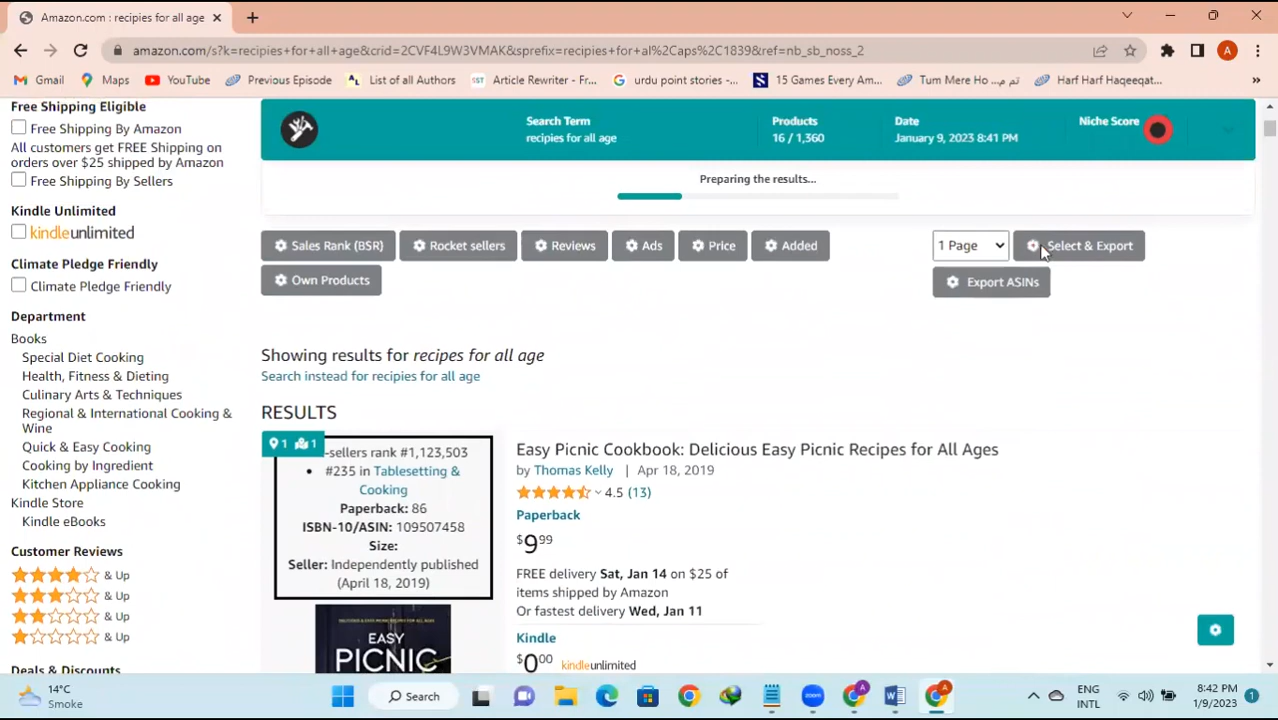 Amazon.com : recipies for all age
amazon.com/s?k=recipies+for+all+age&crid=2CVF4L9W3VMAK&sprefix=recipies+for+al%2Caps%2C1839&ref=nb_sb_noss_2
A
Gmail
Maps
YouTube
Previous Episode
List of all Authors
SST Article Rewriter - Fr...
urdu point stories -...
15 Games Every Am...
Tum Mere Ho ...تم م
Harf Harf Haqeeqat...
»
Free Shipping Eligible
Free Shipping By Amazon
All customers get FREE Shipping on
orders over $25 shipped by Amazon
Free Shipping By Sellers
Kindle Unlimited
kindleunlimited
Climate Pledge Friendly
Climate Pledge Friendly
Department
Books
Special Diet Cooking
Health, Fitness & Dieting
Culinary Arts & Techniques
Regional & International Cooking &
Wine
Quick & Easy Cooking
Cooking by Ingredient
Kitchen Appliance Cooking
Kindle Store
Kindle eBooks
Customer Reviews
& Up
& Up
& Up
& Up
Deals & Discounts
Search Term
recipies for all age
Products
16 / 1,360
Date
January 9, 2023 8:41 PM
Niche Score
Preparing the results...
Sales Rank (BSR)
Rocket sellers
Reviews
Ads
Price
Added
1 Page
Select & Export
Own Products
Export ASINs
Showing results for recipes for all age
Search instead for recipies for all age
RESULTS
1 1
-sellers rank #1,123,503
#235 in Tablesetting &
Cooking
Paperback: 86
ISBN-10/ASIN: 109507458
Size:
Seller: Independently published
(April 18, 2019)
DELICIOUS & EASY PICNIC RECIPES FOR ALL AGES
EASY
PICNIC
Easy Picnic Cookbook: Delicious Easy Picnic Recipes for All Ages
by Thomas Kelly | Apr 18, 2019
4.5 (13)
Paperback
$9 99
FREE delivery Sat, Jan 14 on $25 of
items shipped by Amazon
Or fastest delivery Wed, Jan 11
Kindle
$0 00 kindleunlimited
14°C
Smoke
Search
ENG
INTL
8:42 PM
1/9/2023
1